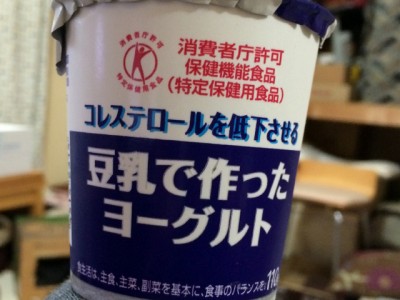 消費者庁許可
特定保健用食品
消費者庁許可
保健機能食品
(特定保健用食品)
コレステロールを低下させる
豆乳で作った
ヨーグルト
食生活は、主食、主菜、副菜を基本に、食事のバランスを。
110